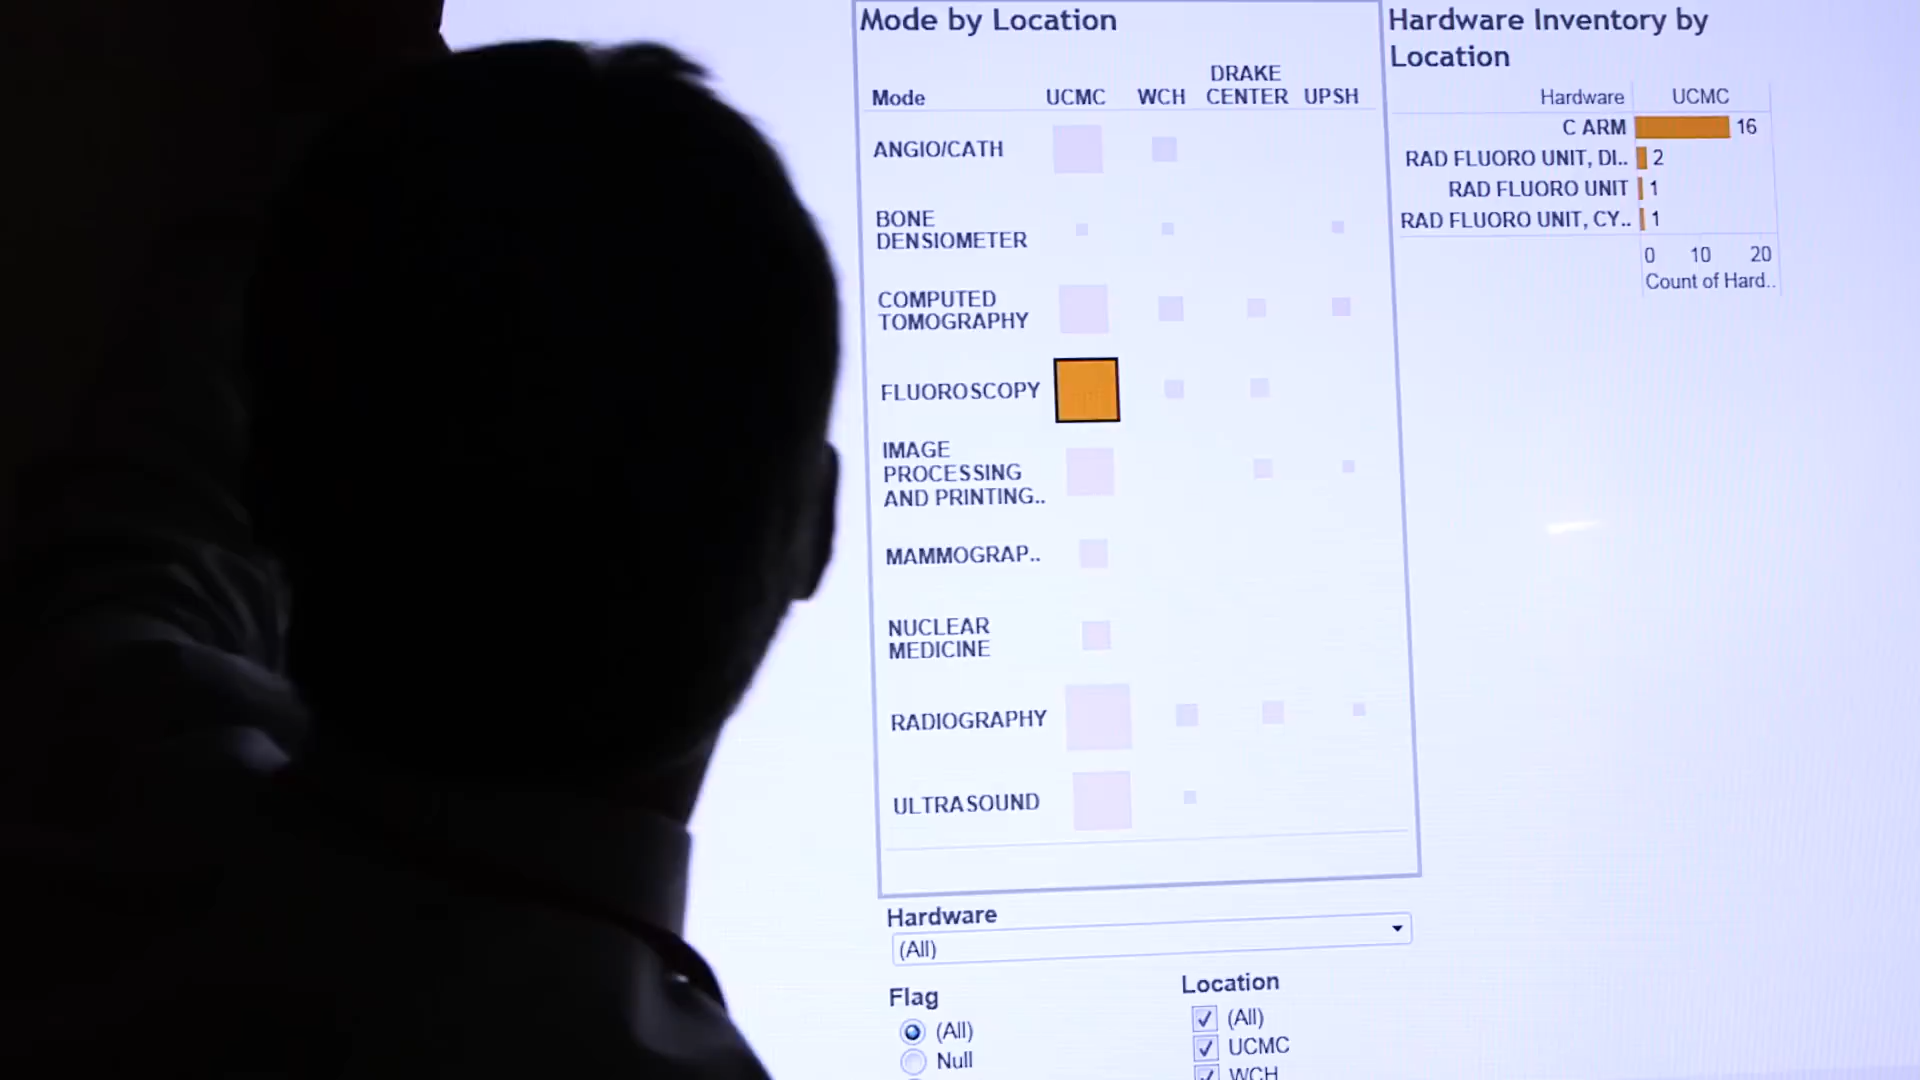 Mode by Location
Mode
UCMC
WCH
DRAKE
CENTER
UPSH
ANGIO/CATH
BONE
DENSIOMETER
COMPUTED
TOMOGRAPHY
FLUOROSCOPY
IMAGE
PROCESSING
AND PRINTING..
MAMMOGRAP..
NUCLEAR
MEDICINE
RADIOGRAPHY
ULTRASOUND
Hardware
(All)
Flag
(All)
Null
Location
(All)
UCMC
WCH
Hardware Inventory by
Location
Hardware UCMC
C ARM 16
RAD FLUORO UNIT, DI.. 2
RAD FLUORO UNIT 1
RAD FLUORO UNIT, CY.. 1
0 10 20
Count of Hard..